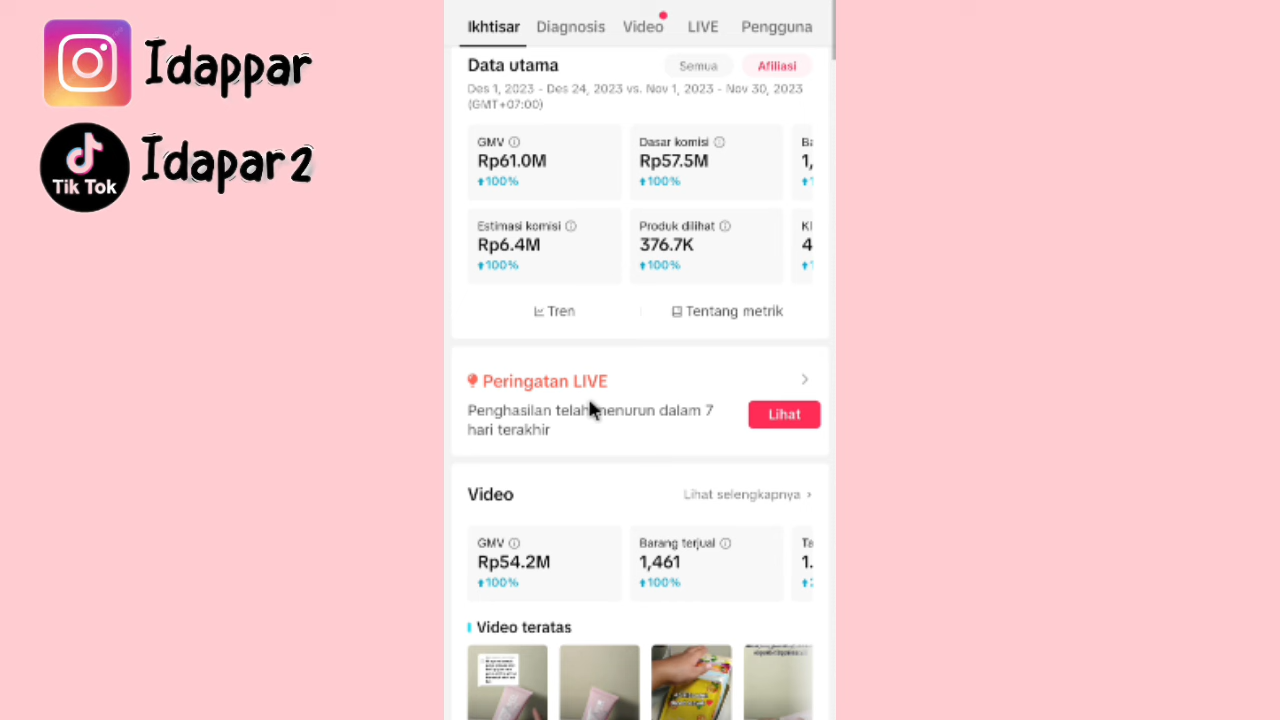 Idappar
Tik Tok
Idapar2
Ikhtisar Diagnosis Video LIVE Pengguna
Data utama Semua Afiliasi
Des 1, 2023 - Des 24, 2023 vs. Nov 1, 2023 - Nov 30, 2023
(GMT+07:00)
GMV Dasar komisi
Rp61.0M Rp57.5M
100% 100%
Estimasi komisi Produk dilihat
Rp6.4M 376.7K
100% 100%
Tren Tentang metrik
Peringatan LIVE
Penghasilan telah menurun dalam 7
hari terakhir
Lihat
Video Lihat selengkapnya
GMV Barang terjual
Rp54.2M 1,461
100% 100%
Video teratas